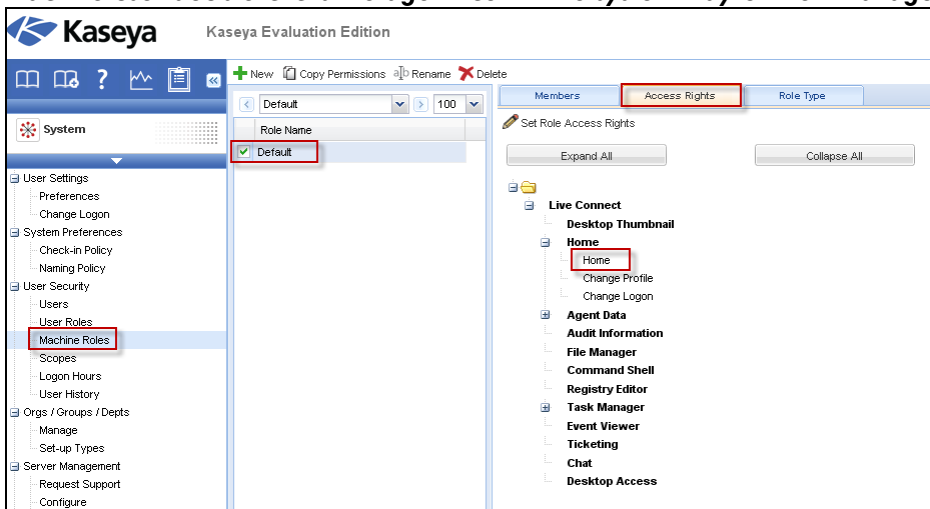 Kaseya
Kaseya Evaluation Edition
New Copy Permissions Rename Delete
Default 100
Role Name
Default
Members Access Rights Role Type
Set Role Access Rights
Expand All Collapse All
System
User Settings
Preferences
Change Logon
System Preferences
Check-in Policy
Naming Policy
User Security
Users
User Roles
Machine Roles
Scopes
Logon Hours
User History
Orgs / Groups / Depts
Manage
Set-up Types
Server Management
Request Support
Configure
Live Connect
Desktop Thumbnail
Home
Home
Change Profile
Change Logon
Agent Data
Audit Information
File Manager
Command Shell
Registry Editor
Task Manager
Event Viewer
Ticketing
Chat
Desktop Access